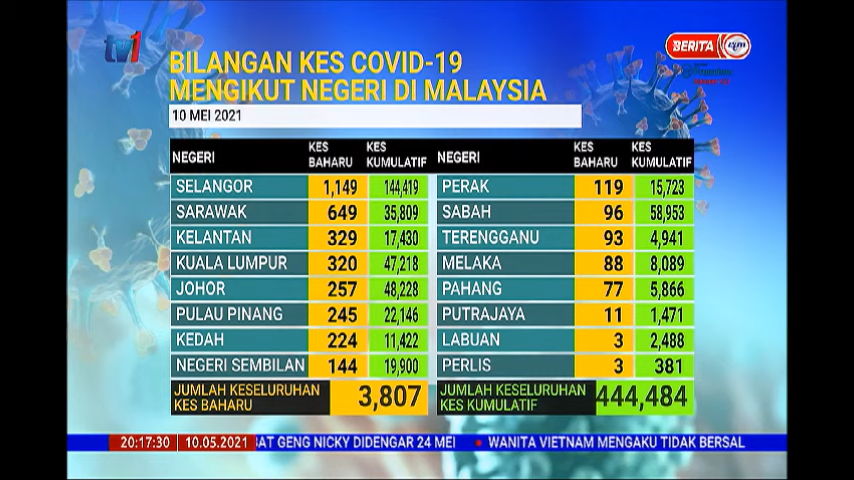 tv1
BERITA rtm
BILANGAN KES COVID-19
MENGIKUT NEGERI DI MALAYSIA
10 MEI 2021
NEGERI KES BAHARU KES KUMULATIF NEGERI KES BAHARU KES KUMULATIF
SELANGOR 1,149 144,419 PERAK 119 15,723
SARAWAK 649 35,809 SABAH 96 58,953
KELANTAN 329 17,430 TERENGGANU 93 4,941
KUALA LUMPUR 320 47,218 MELAKA 88 8,089
JOHOR 257 48,228 PAHANG 77 5,866
PULAU PINANG 245 22,146 PUTRAJAYA 11 1,471
KEDAH 224 11,422 LABUAN 3 2,488
NEGERI SEMBILAN 144 19,900 PERLIS 3 381
JUMLAH KESELURUHAN KES BAHARU 3,807 JUMLAH KESELURUHAN KES KUMULATIF 444,484
20:17:30 10.05.2021 BAT GENG NICKY DIDENGAR 24 MEI • WANITA VIETNAM MENGAKU TIDAK BERSAL